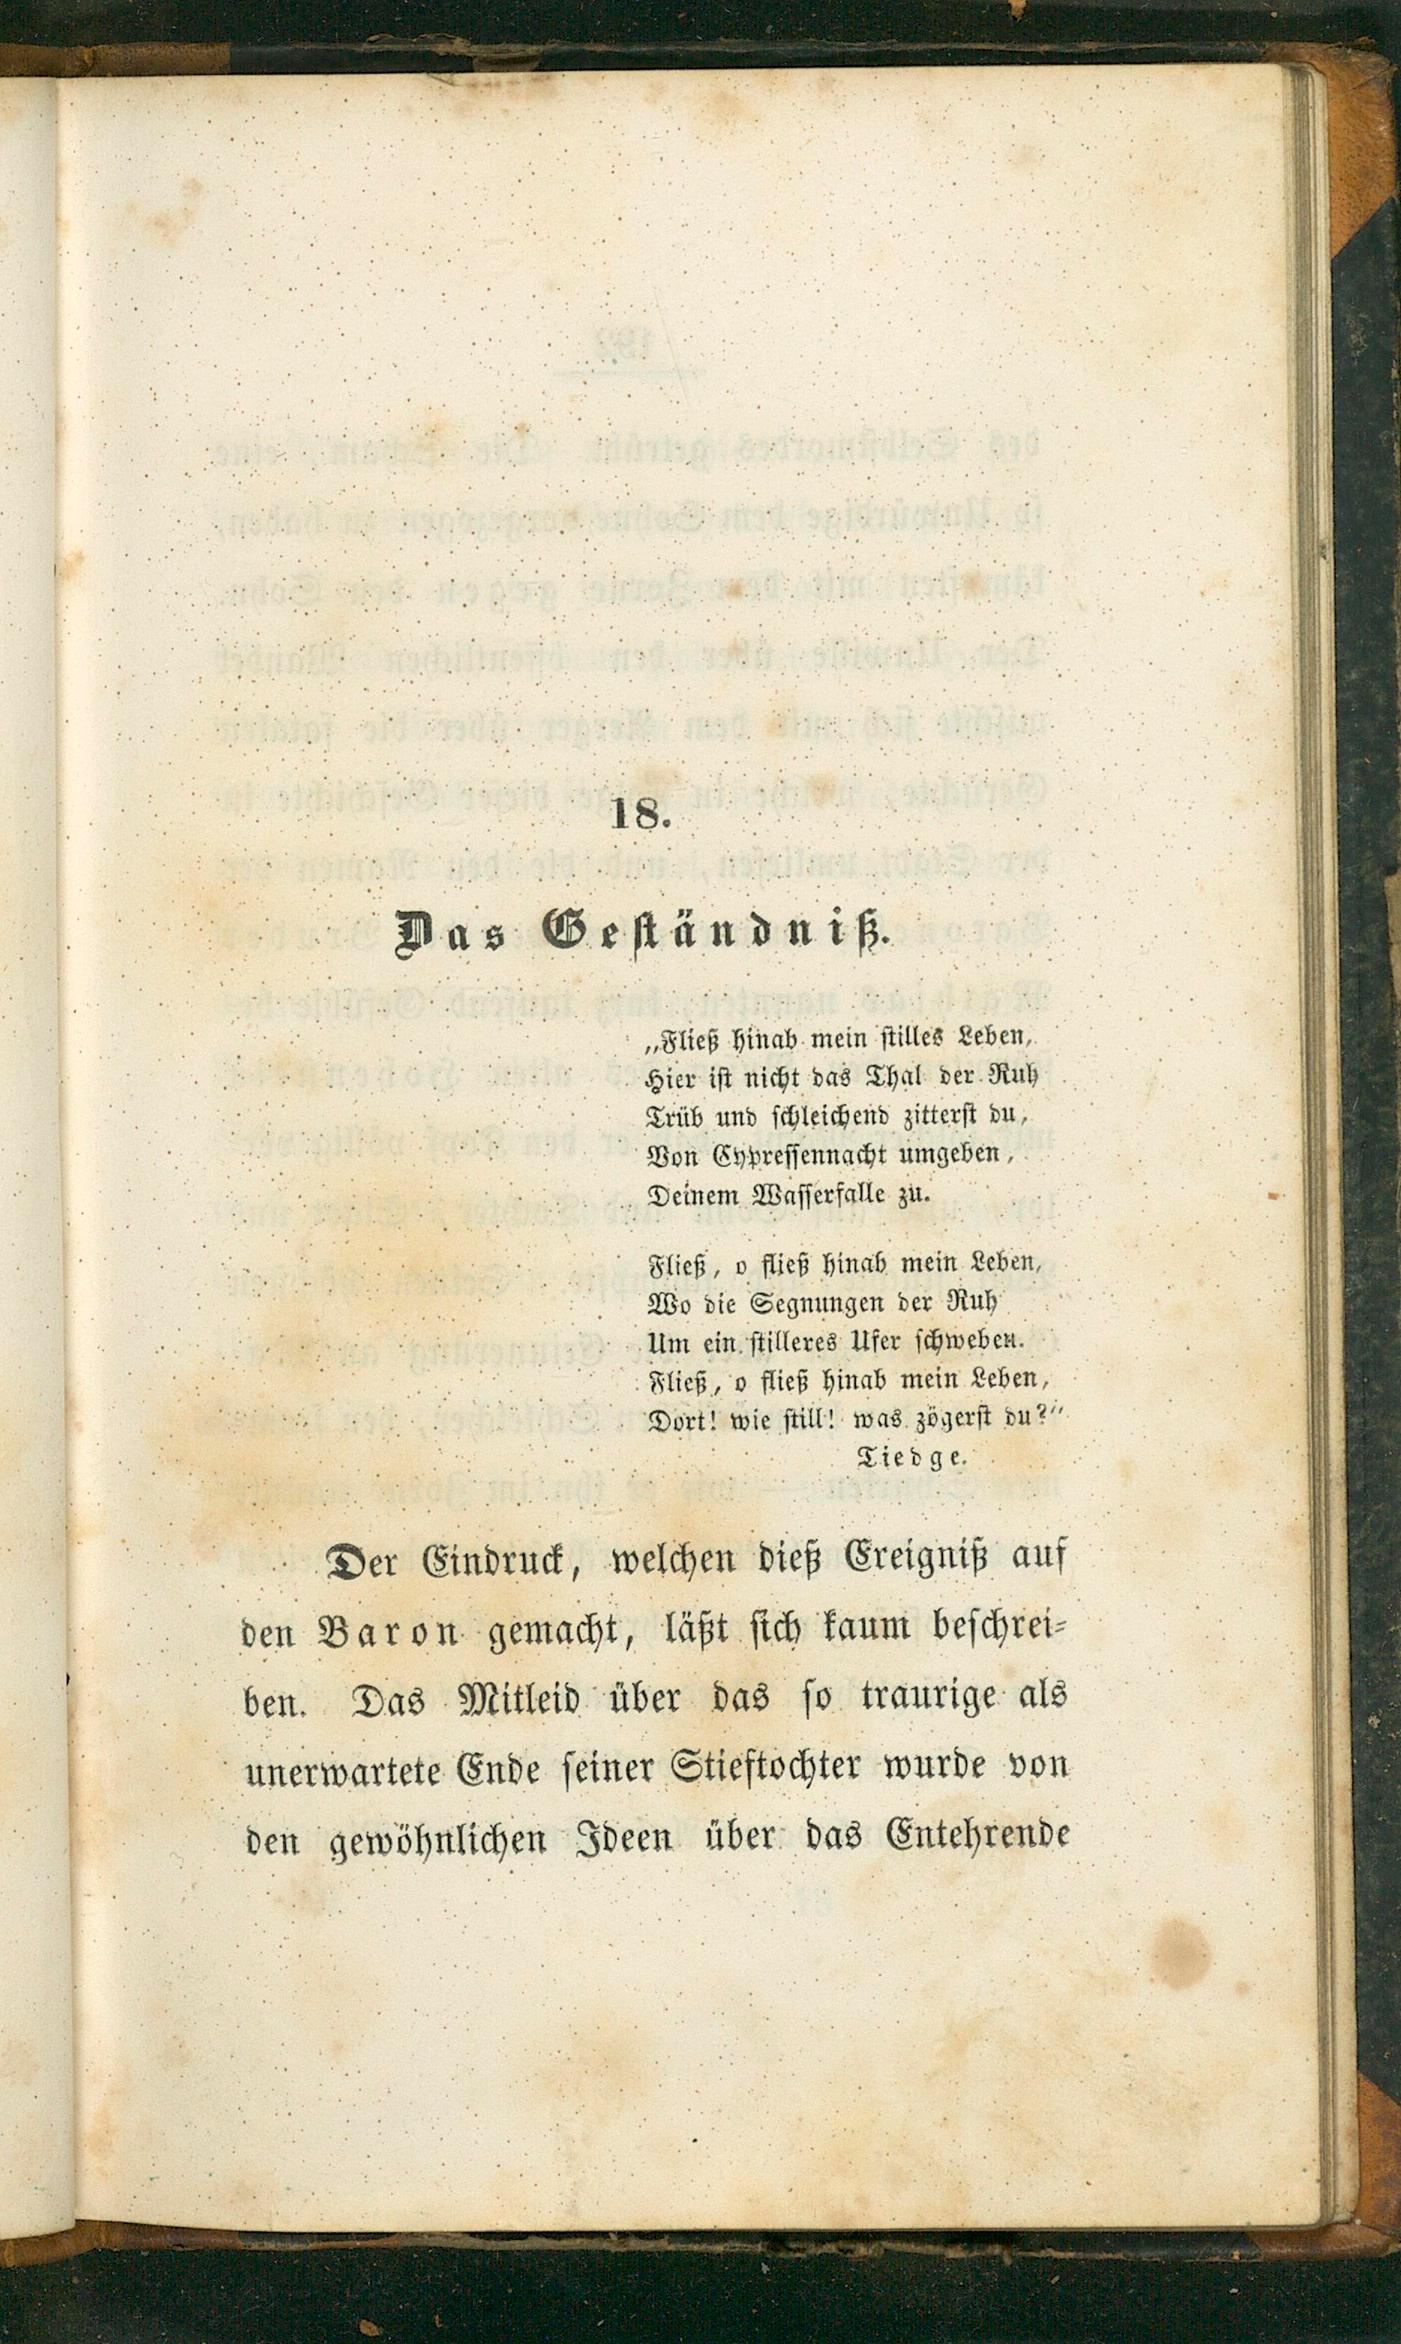 18.
Das Geständniß.
„Fließ hinab mein stilles Leben,
Hier ist nicht das Thal der Ruh
Trüb und schleichend zitterst du,
Von Cypressennacht umgeben,
Deinem Wasserfalle zu.
Fließ, o fließ hinab mein Leben,
Wo die Segnungen der Ruh
Um ein stilleres Ufer schweben.
Fließ, o fließ hinab mein Leben,
Dort! wie still! was zögerst du?“
Tiedge.
Der Eindruck, welchen dieß Ereigniß auf
den Baron gemacht, läßt sich kaum beschrei-
ben. Das Mitleid über das so traurige als
unerwartete Ende seiner Stieftochter wurde von
den gewöhnlichen Ideen über das Entehrende